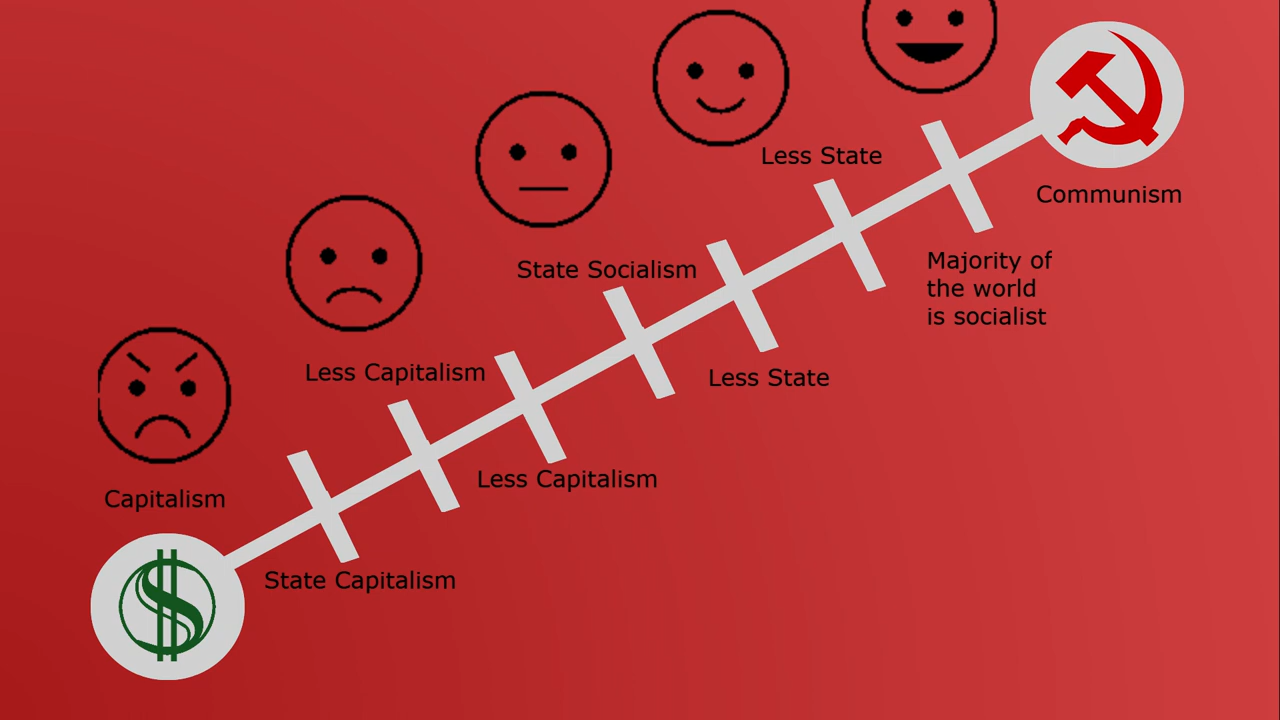 Capitalism
State Capitalism
Less Capitalism
Less Capitalism
State Socialism
Less State
Less State
Majority of
the world
is socialist
Communism